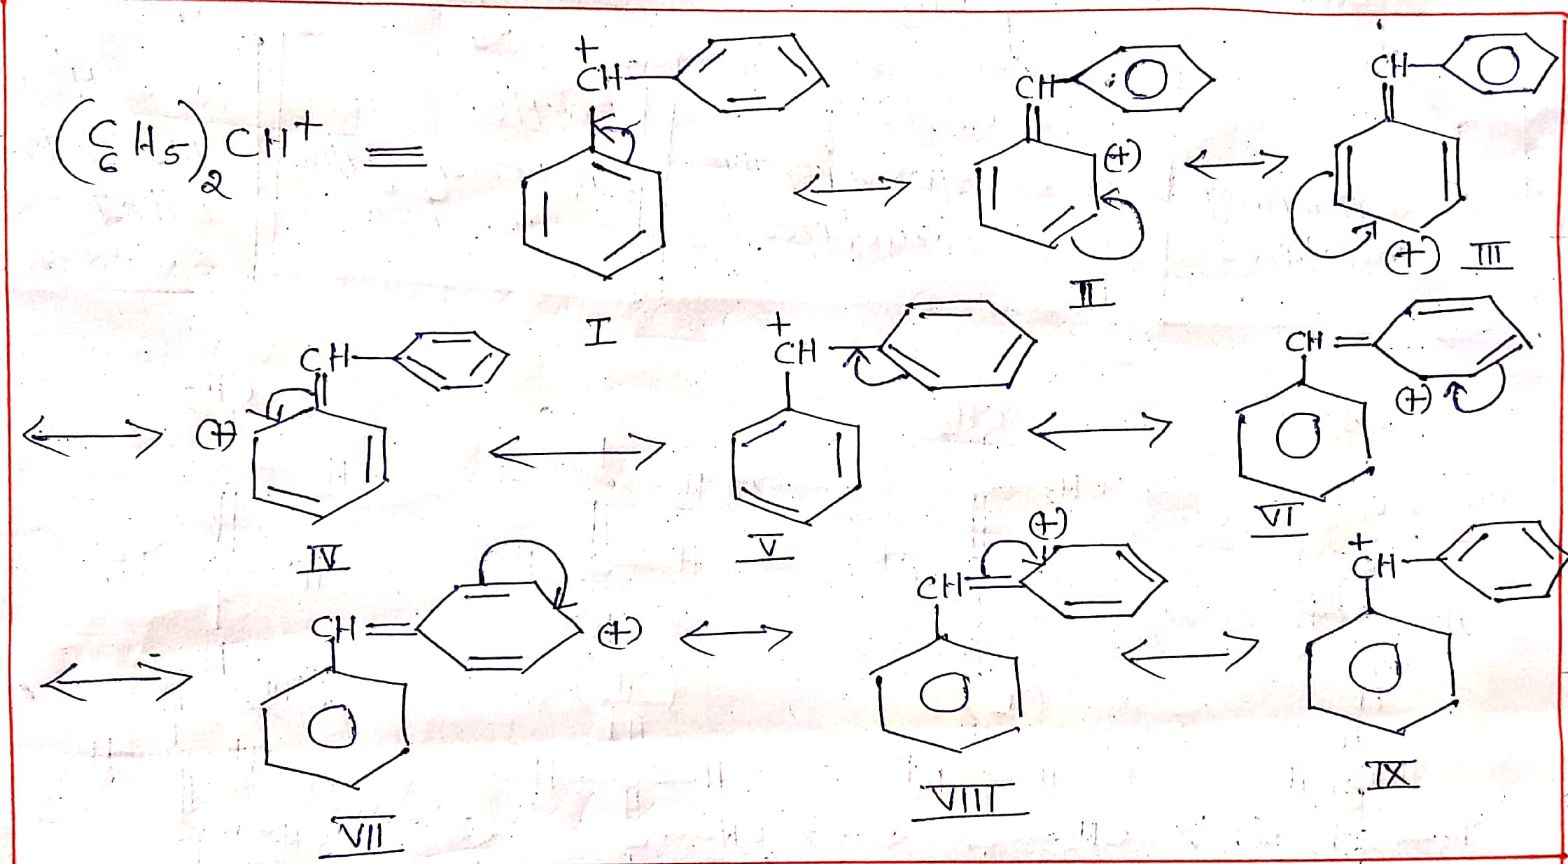 (C6H5)2CH+ ≡
+
CH
I
CH
(+)
II
CH
(+)
III
CH
(+)
IV
+
CH
V
CH
(+)
VI
CH
(+)
VII
CH
(+)
VIII
+
CH
IX